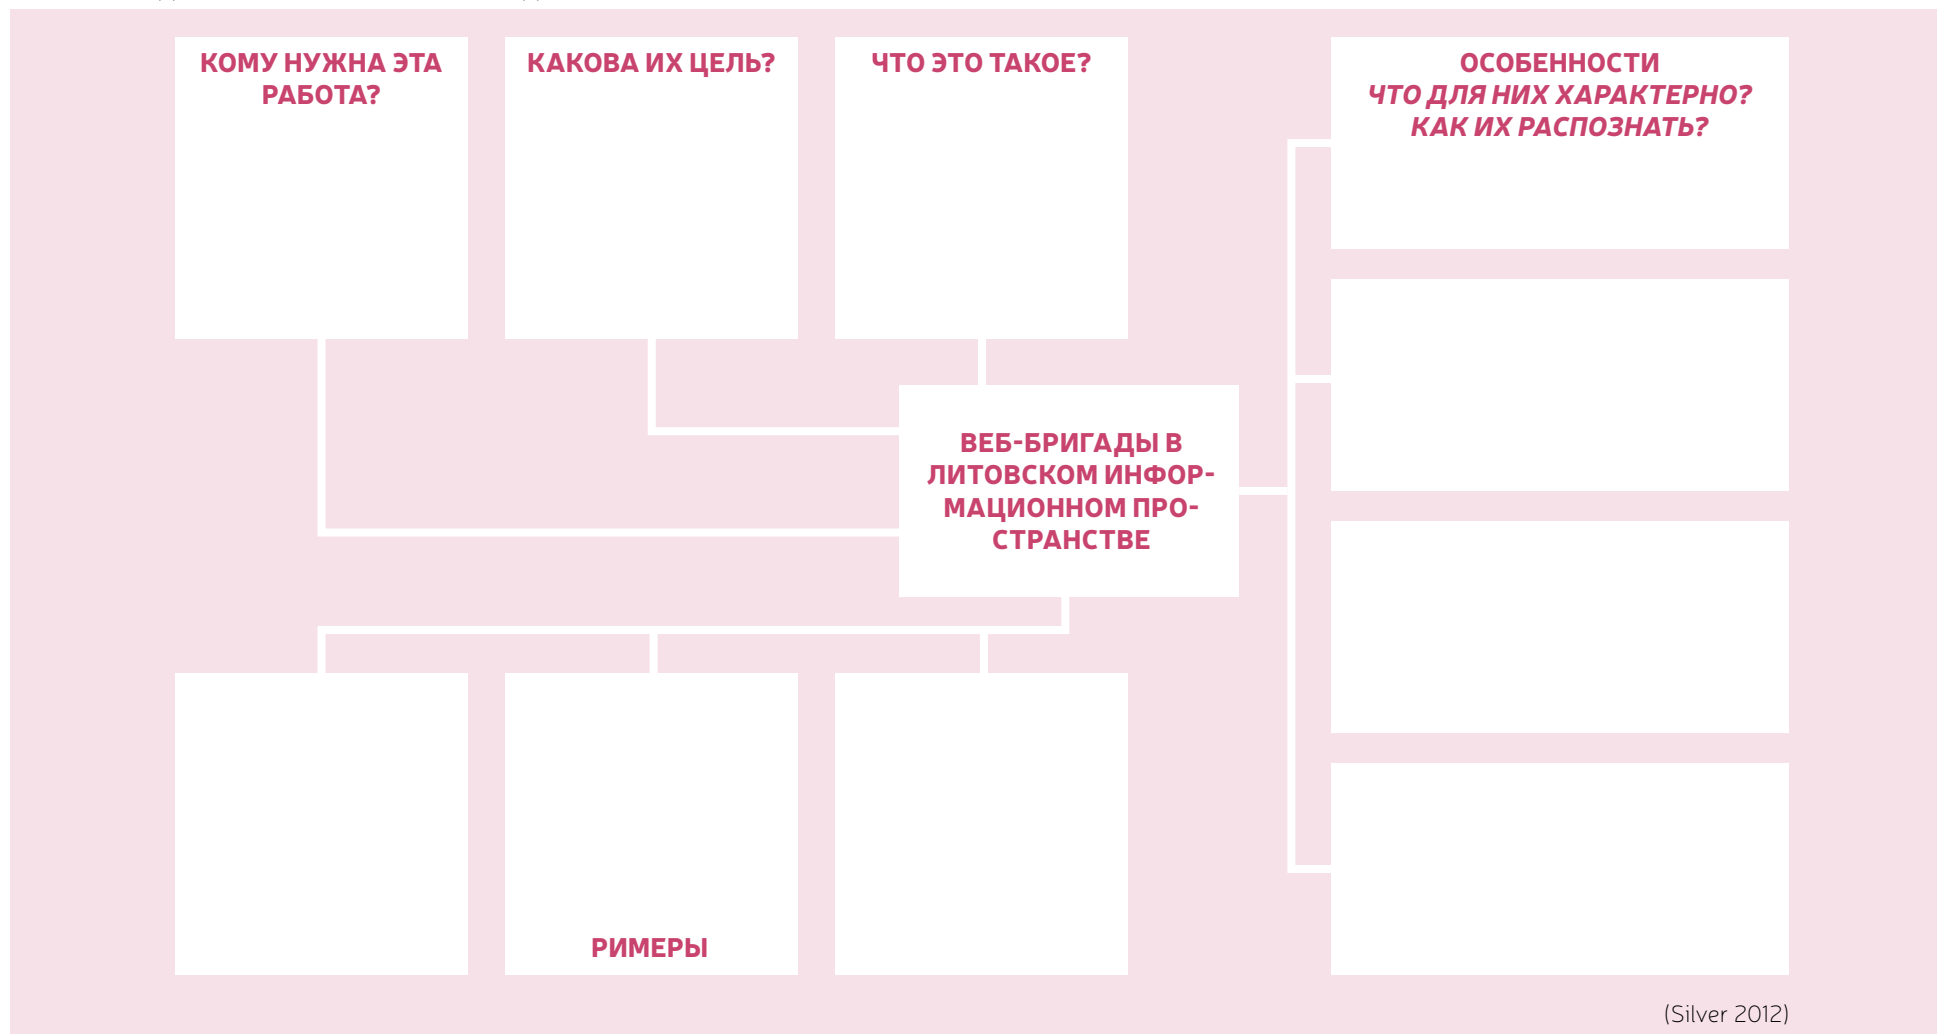 КОМУ НУЖНА ЭТА
РАБОТА?
КАКОВА ИХ ЦЕЛЬ?
ЧТО ЭТО ТАКОЕ?
ОСОБЕННОСТИ
ЧТО ДЛЯ НИХ ХАРАКТЕРНО?
КАК ИХ РАСПОЗНАТЬ?
ВЕБ-БРИГАДЫ В
ЛИТОВСКОМ ИНФОР-
МАЦИОННОМ ПРО-
СТРАНСТВЕ
РИМЕРЫ
(Silver 2012)